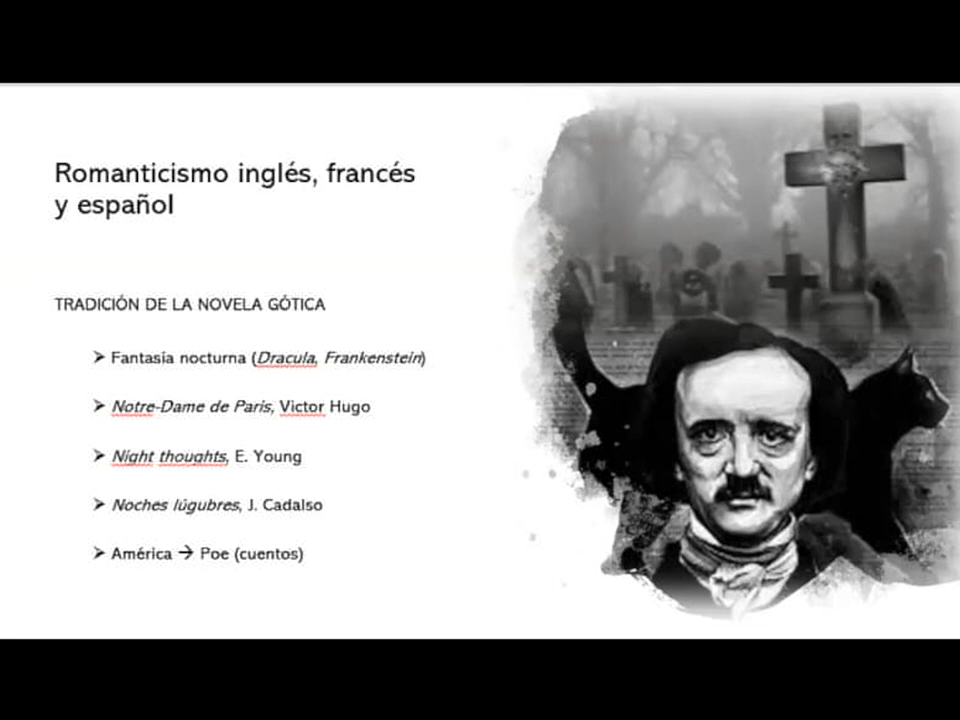 Romanticismo inglés, francés
y español
TRADICIÓN DE LA NOVELA GÓTICA
➢ Fantasía nocturna (Dracula, Frankenstein)
➢ Notre-Dame de Paris, Victor Hugo
➢ Night thoughts, E. Young
➢ Noches lúgubres, J. Cadalso
➢ América → Poe (cuentos)